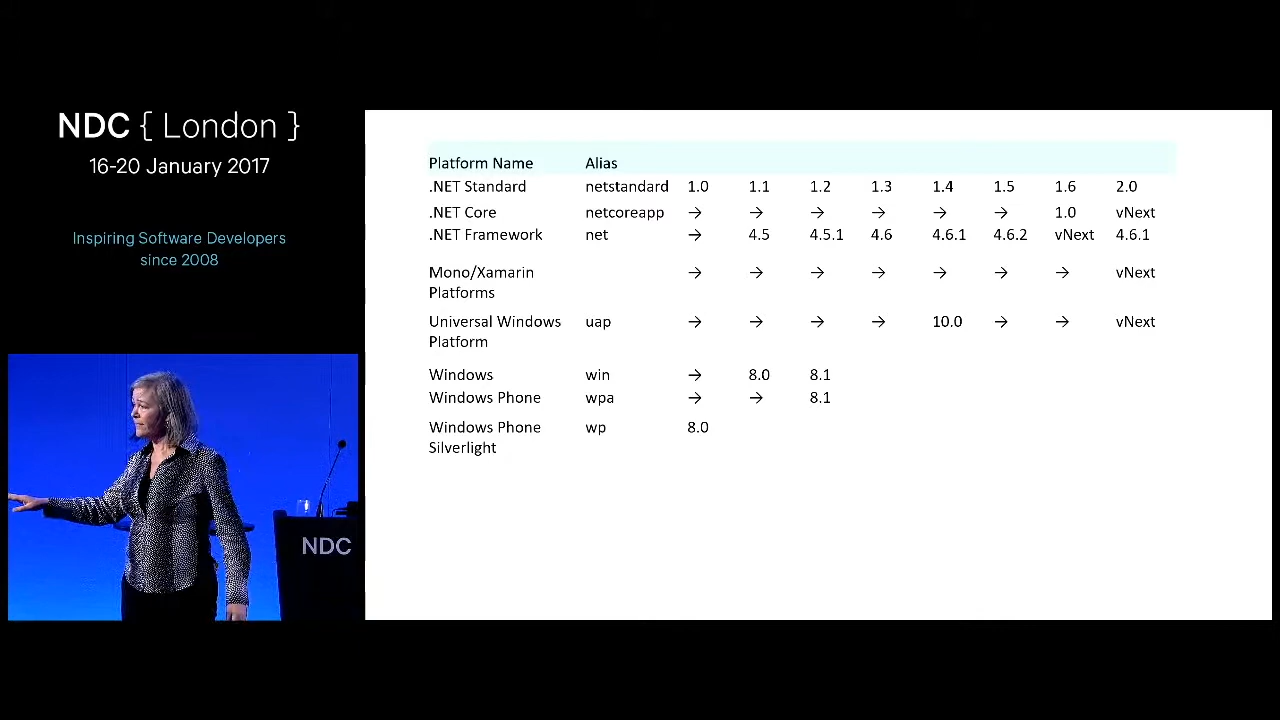 NDC { London }
16-20 January 2017
Inspiring Software Developers
since 2008
NDC
Platform Name Alias
.NET Standard netstandard 1.0 1.1 1.2 1.3 1.4 1.5 1.6 2.0
.NET Core netcoreapp → → → → → → 1.0 vNext
.NET Framework net → 4.5 4.5.1 4.6 4.6.1 4.6.2 vNext 4.6.1
Mono/Xamarin
Platforms → → → → → → → vNext
Universal Windows
Platform uap → → → → 10.0 → → vNext
Windows win → 8.0 8.1
Windows Phone wpa → → 8.1
Windows Phone
Silverlight wp 8.0